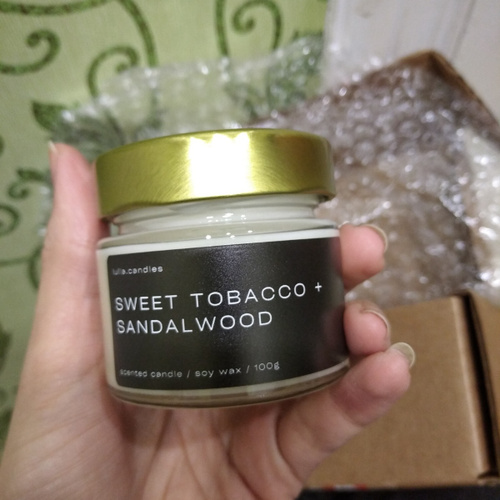 lulla.candles
SWEET TOBACCO +
SANDALWOOD
scented candle / soy wax / 100g